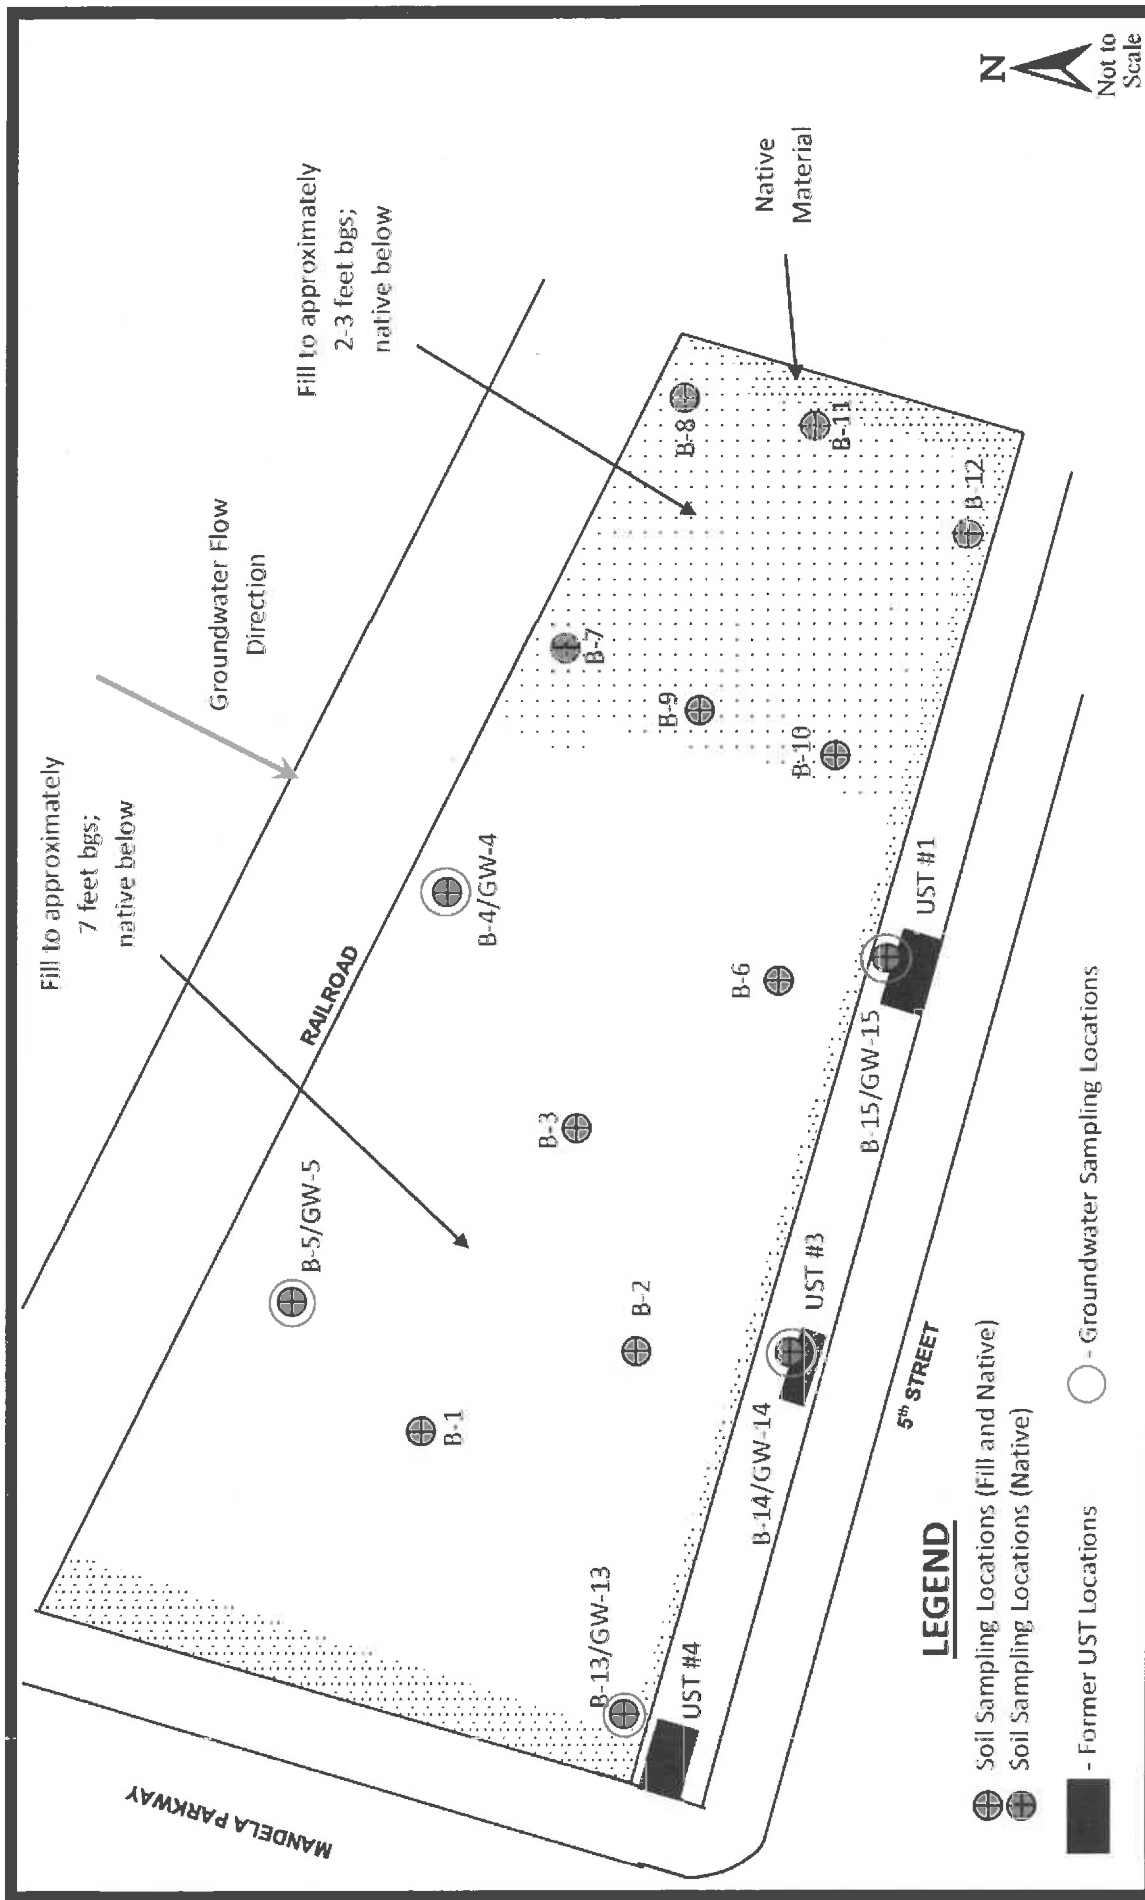 Fill to approximately
7 feet bgs;
native below
Groundwater Flow
Direction
Fill to approximately
2-3 feet bgs;
native below
Native
Material
N
Not to
Scale
MANDELA PARKWAY
RAILROAD
B-5/GW-5
B-4/GW-4
B-7
B-8
B-1
B-3
B-9
B-2
B-6
B-10
B-11
B-12
B-13/GW-13
UST #4
B-14/GW-14
UST #3
B-15/GW-15
UST #1
5th STREET
LEGEND
Soil Sampling Locations (Fill and Native)
Soil Sampling Locations (Native)
- Former UST Locations
- Groundwater Sampling Locations